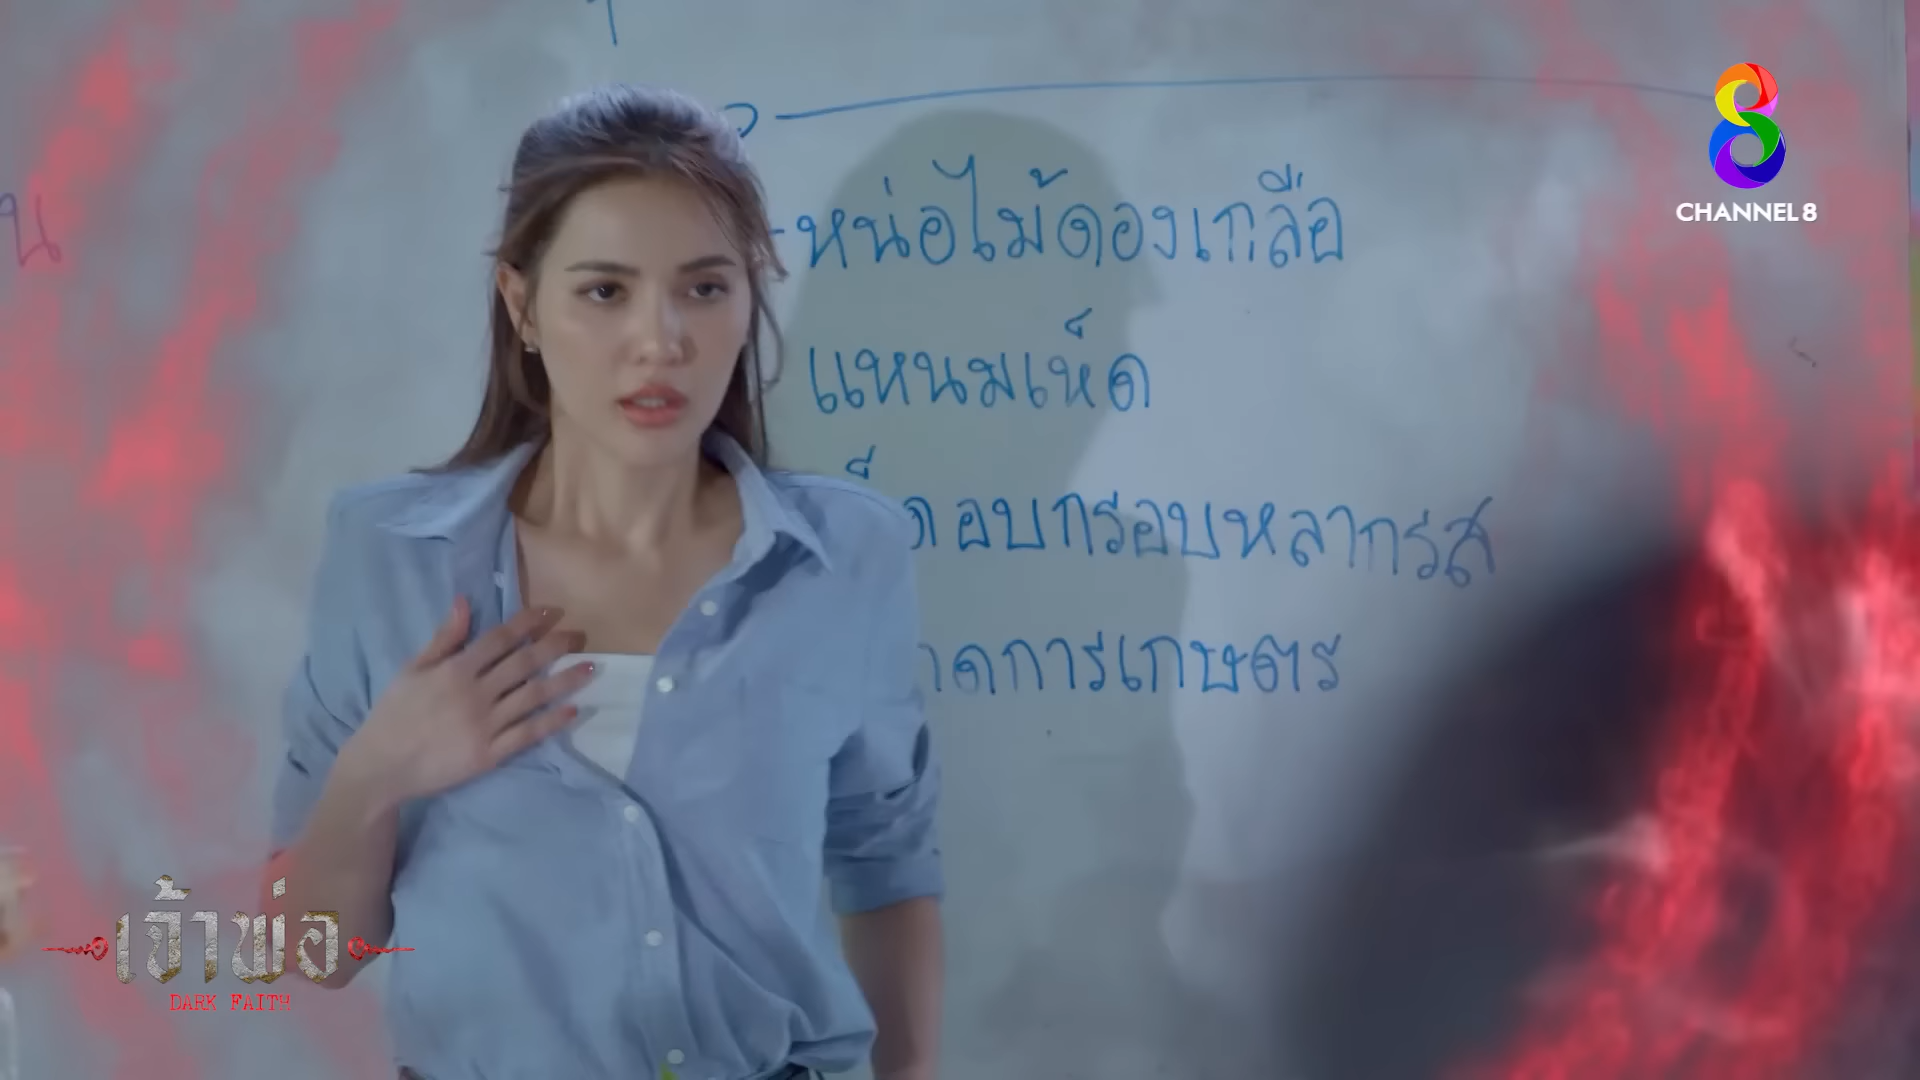 CHANNEL 8
น
-หน่อไม้ดองเกลือ
แหนมเห็ด
อบกรอบหลากรส
การเกษตร
เจ้าพ่อ
DARK FAITH